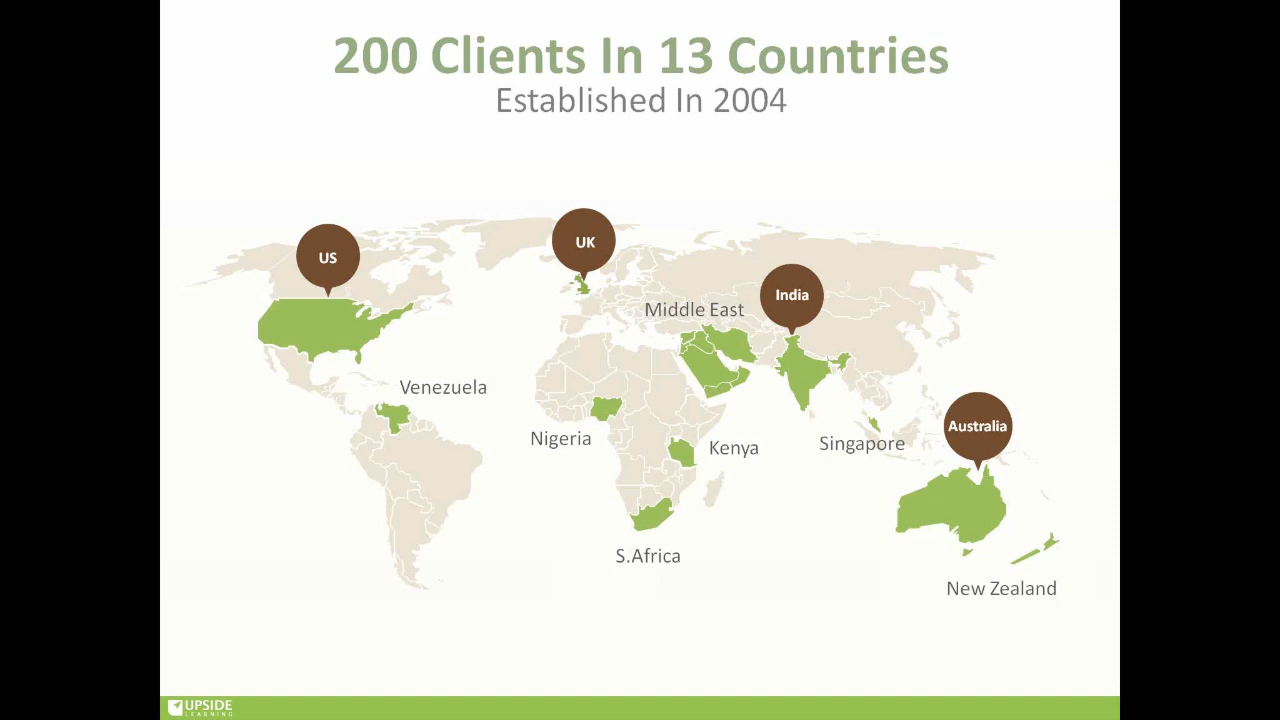 200 Clients In 13 Countries
Established In 2004
US
UK
India
Middle East
Venezuela
Nigeria
Kenya
Singapore
Australia
S.Africa
New Zealand
UPSIDE
LEARNING